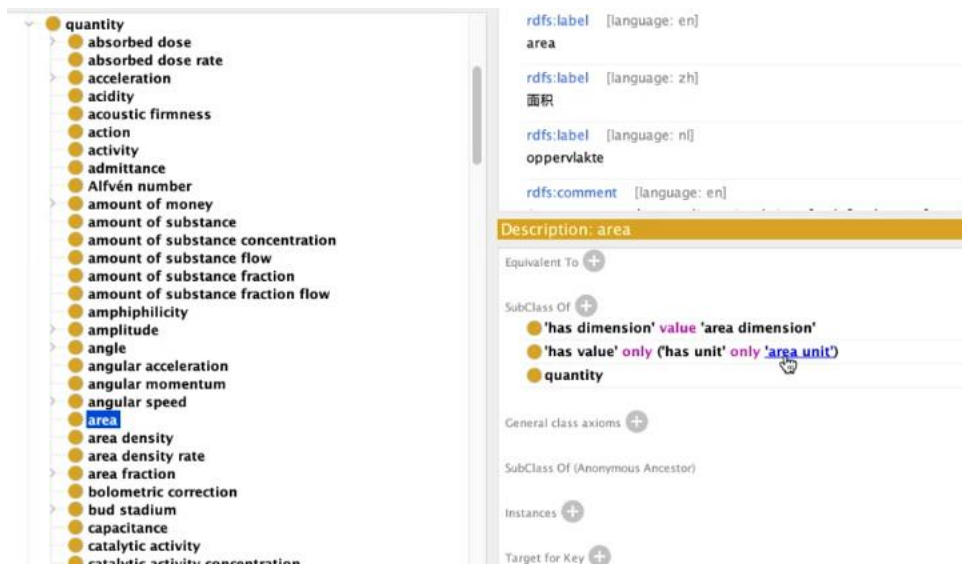 quantity
absorbed dose
absorbed dose rate
acceleration
acidity
acoustic firmness
action
activity
admittance
Alfvén number
amount of money
amount of substance
amount of substance concentration
amount of substance flow
amount of substance fraction
amount of substance fraction flow
amphiphilicity
amplitude
angle
angular acceleration
angular momentum
angular speed
area
area density
area density rate
area fraction
bolometric correction
bud stadium
capacitance
catalytic activity
catalytic activity concentration
rdfs:label [language: en]
area
rdfs:label [language: zh]
面积
rdfs:label [language: nl]
oppervlakte
rdfs:comment [language: en]
Description: area
Equivalent To
SubClass Of
'has dimension' value 'area dimension'
'has value' only ('has unit' only 'area unit')
quantity
General class axioms
SubClass Of (Anonymous Ancestor)
Instances
Target for Key